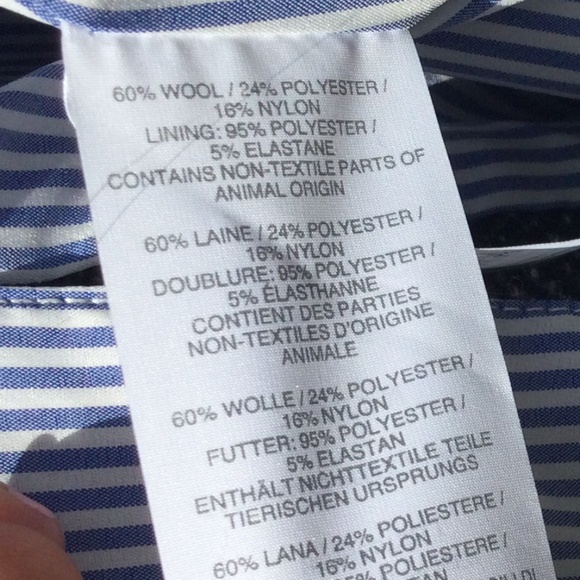 60% WOOL / 24% POLYESTER /
16% NYLON
LINING: 95% POLYESTER /
5% ELASTANE
CONTAINS NON-TEXTILE PARTS OF
ANIMAL ORIGIN
60% LAINE / 24% POLYESTER /
16% NYLON
DOUBLURE: 95% POLYESTER /
5% ÉLASTHANNE
CONTIENT DES PARTIES
NON-TEXTILES D'ORIGINE
ANIMALE
60% WOLLE / 24% POLYESTER /
16% NYLON
FUTTER: 95% POLYESTER /
5% ELASTAN
ENTHÄLT NICHTTEXTILE TEILE
TIERISCHEN URSPRUNGS
60% LANA / 24% POLIESTERE /
16% NYLON
POLIESTERE /